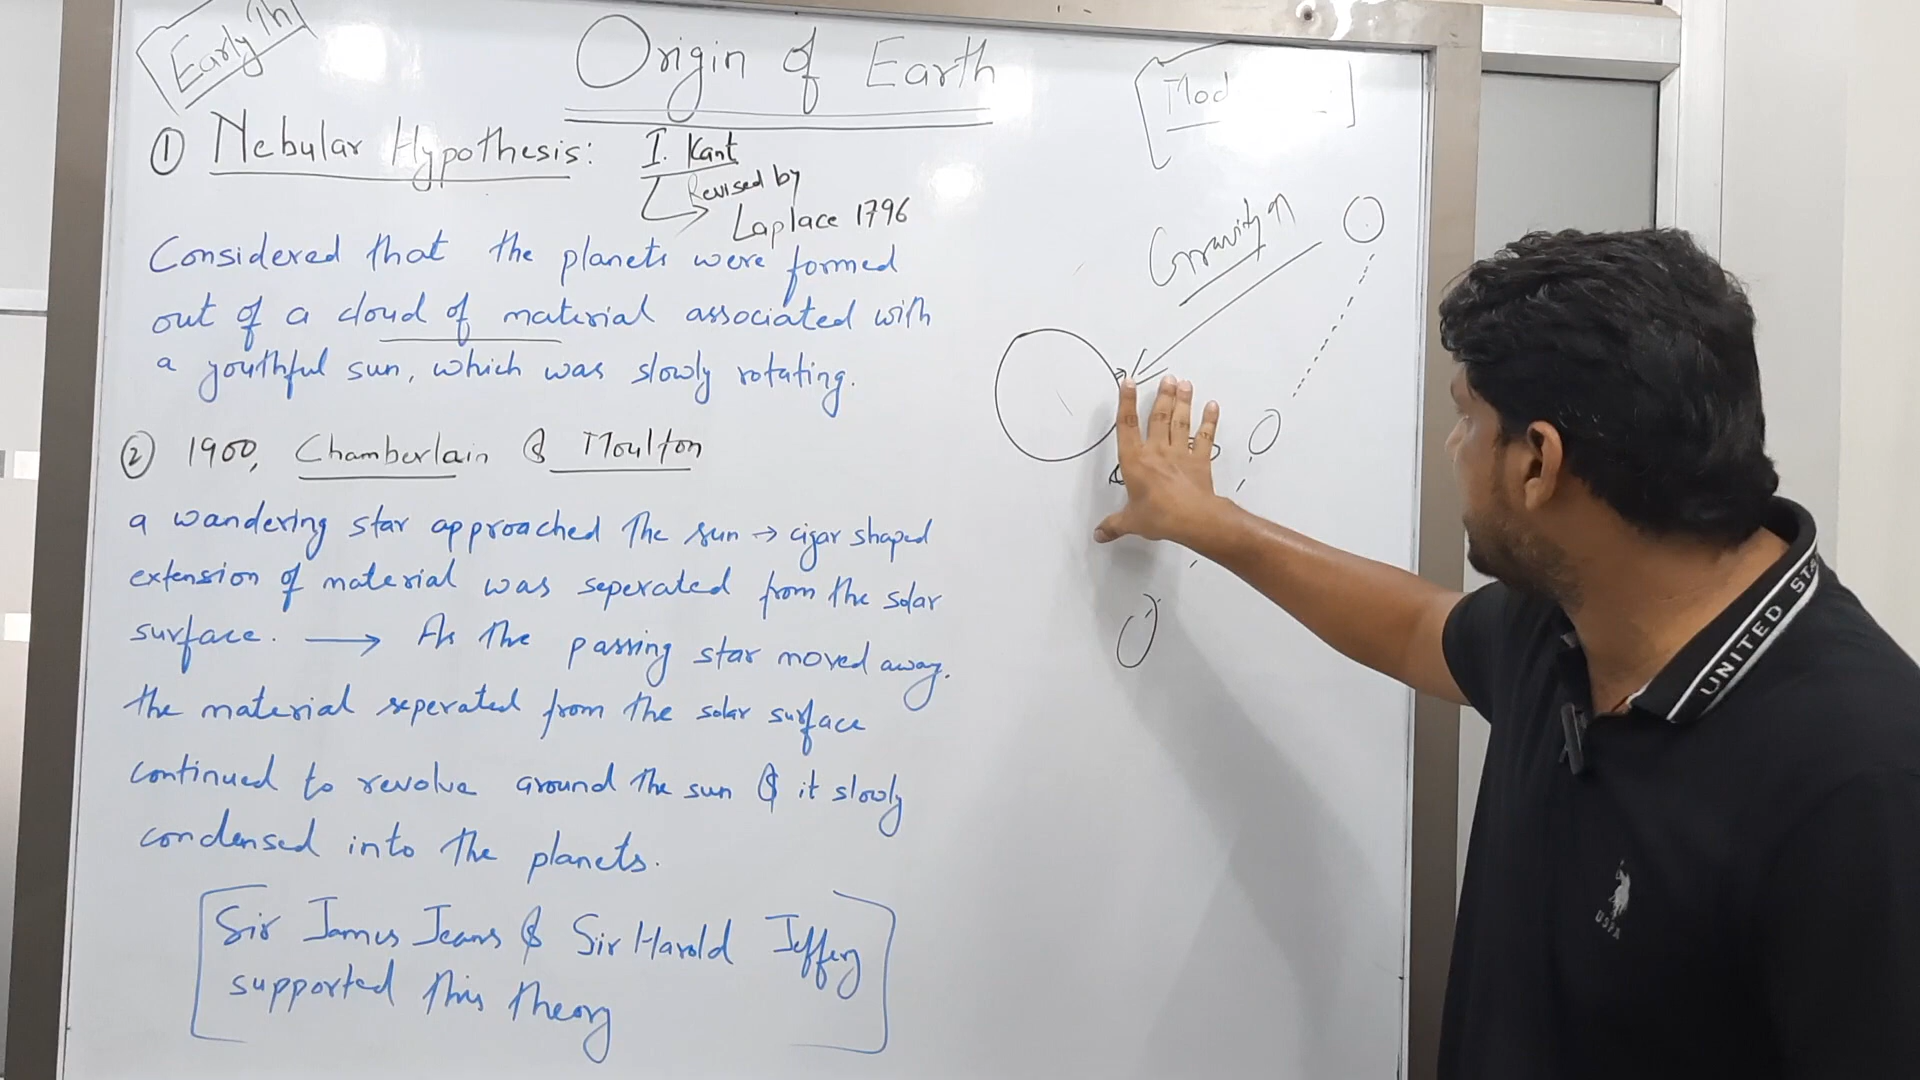 Early Th
Origin of Earth
① Nebular Hypothesis: I. Kant
Revised by
Laplace 1796
Considered that the planets were formed
out of a cloud of material associated with
a youthful sun, which was slowly rotating.
② 1900, Chamberlain & Moulton
a wandering star approached the sun → cigar shaped
extension of material was seperated from the solar
surface. → As the passing star moved away.
the material seperated from the solar surface
continued to revolve around the sun & it slowly
condensed into the planets.
Sir James Jeans & Sir Harold Jeffery
supported this theory
Mod
Gravity
UNITED STA
USPA